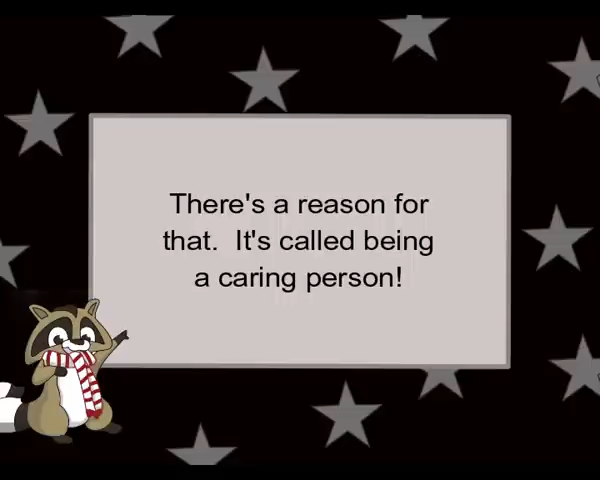 There's a reason for
that.  It's called being
a caring person!